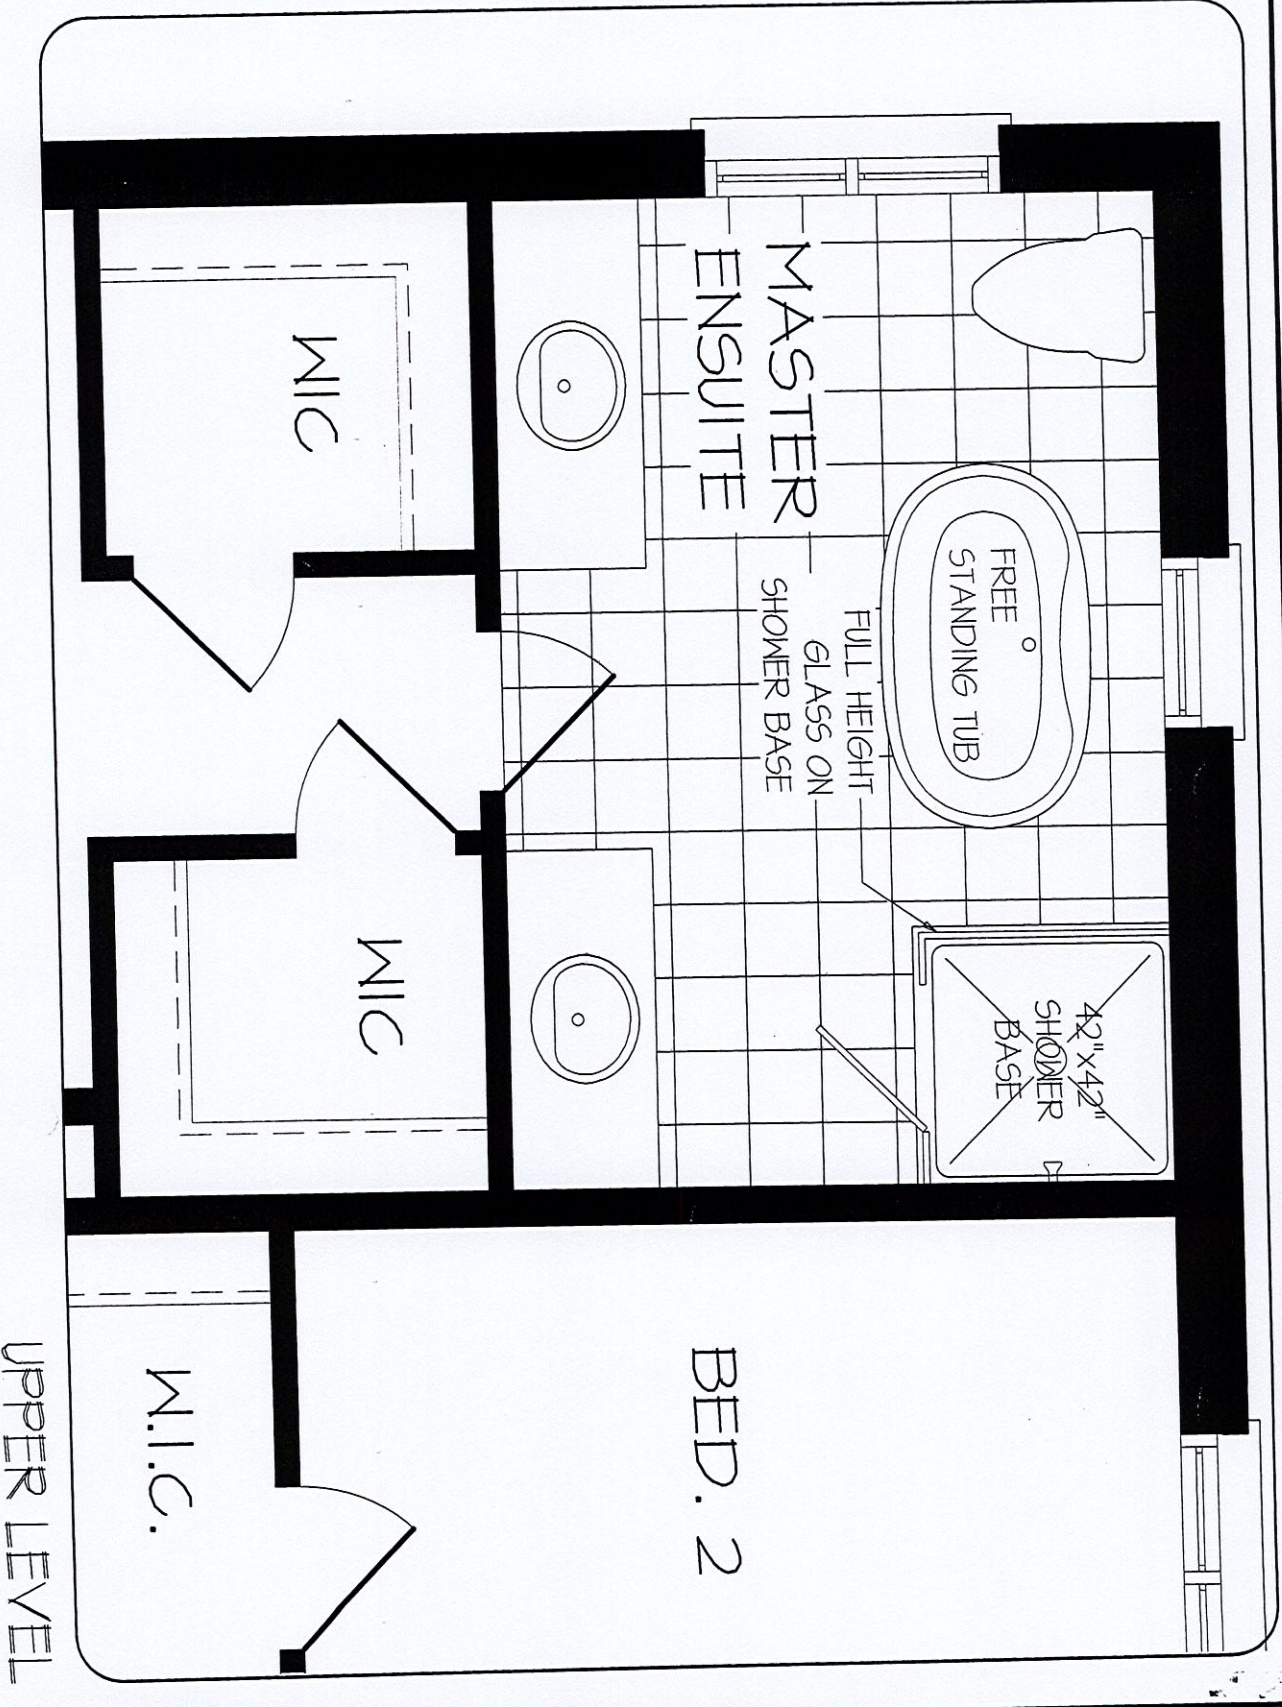 FREE
STANDING TUB
42"x42"
SHOWER
BASE
MASTER
ENSUITE
FULL HEIGHT
GLASS ON
SHOWER BASE
BED. 2
WIC
WIC
W.I.C.
UPPER LEVEL